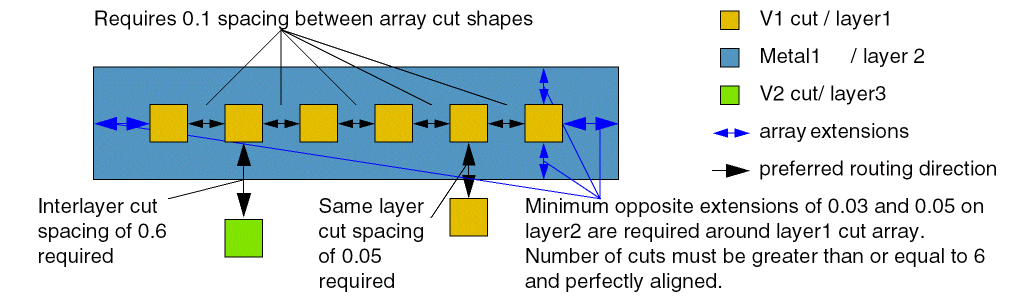 Requires 0.1 spacing between array cut shapes
V1 cut / layer1
Metal1 / layer 2
V2 cut/ layer3
array extensions
preferred routing direction
Interlayer cut
spacing of 0.6
required
Same layer
cut spacing
of 0.05
required
Minimum opposite extensions of 0.03 and 0.05 on
layer2 are required around layer1 cut array.
Number of cuts must be greater than or equal to 6
and perfectly aligned.